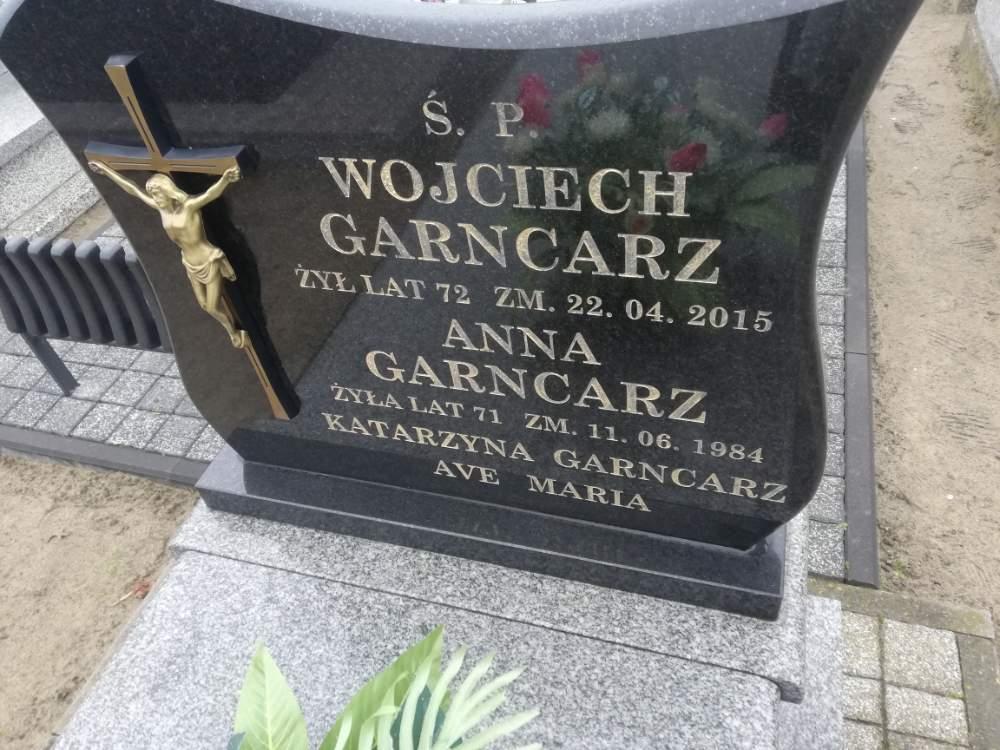 Ś. P.
WOJCIECH
GARNCARZ
ŻYŁ LAT 72 ZM. 22. 04. 2015
ANNA
GARNCARZ
ŻYŁA LAT 71 ZM. 11. 06. 1984
KATARZYNA GARNCARZ
AVE MARIA